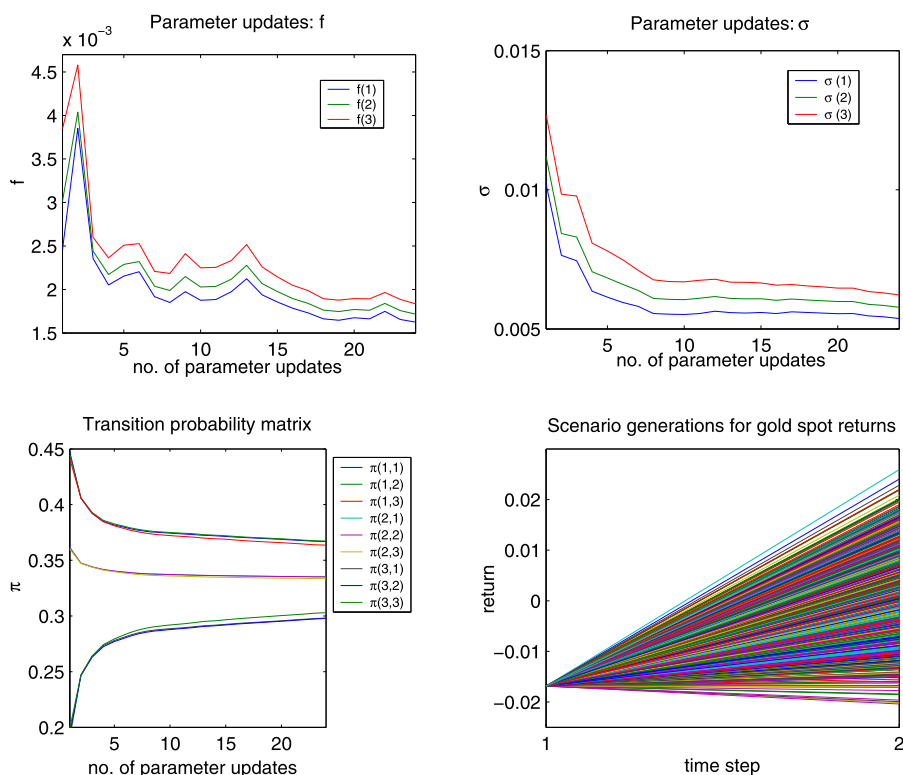 Parameter updates: f
x 10⁻³
4.5
4
3.5
3
2.5
2
1.5
f
5
10
15
20
no. of parameter updates
f(1)
f(2)
f(3)
Parameter updates: σ
0.015
0.01
0.005
σ
5
10
15
20
no. of parameter updates
σ (1)
σ (2)
σ (3)
Transition probability matrix
0.45
0.4
0.35
0.3
0.25
0.2
π
5
10
15
20
no. of parameter updates
π(1,1)
π(1,2)
π(1,3)
π(2,1)
π(2,2)
π(2,3)
π(3,1)
π(3,2)
π(3,3)
Scenario generations for gold spot returns
0.02
0.01
0
−0.01
−0.02
return
1
2
time step